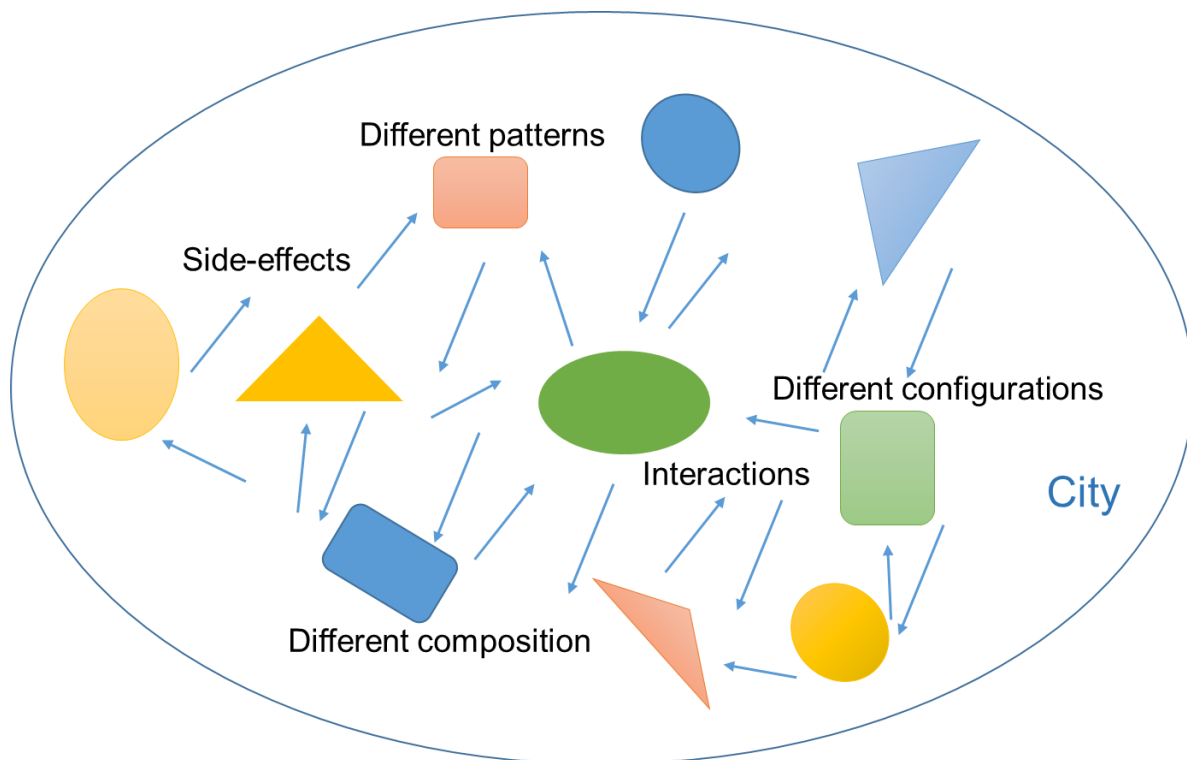 Different patterns
Side-effects
Different configurations
Interactions
City
Different composition